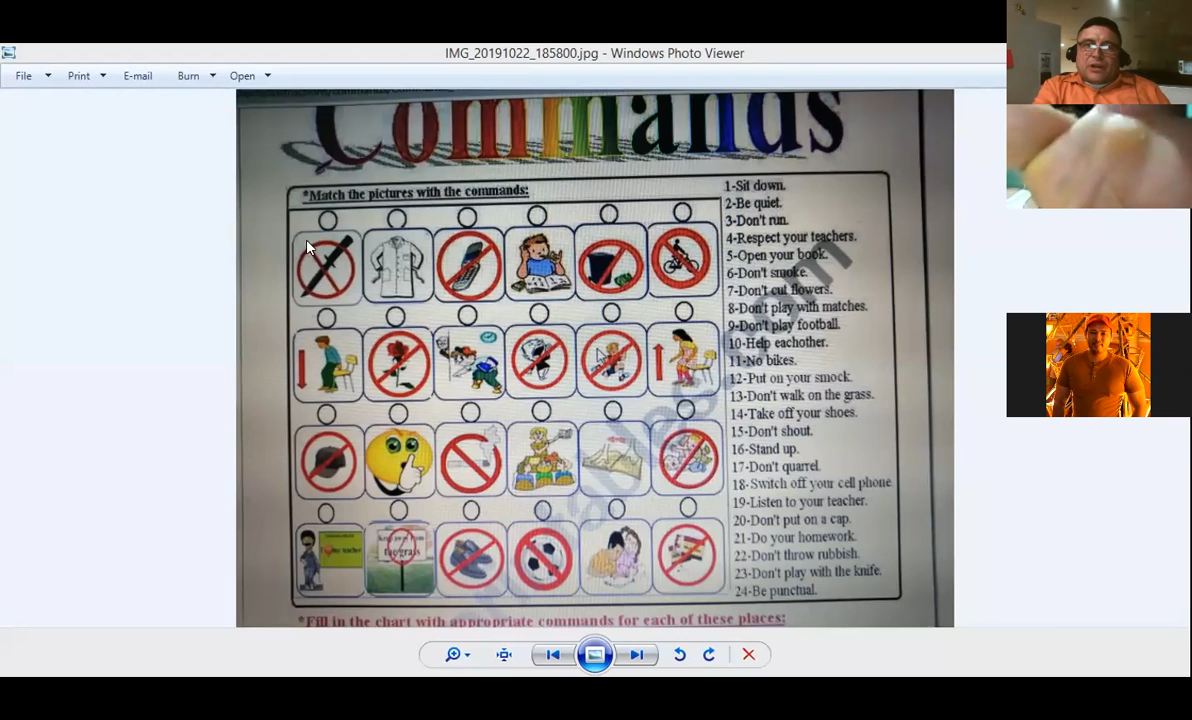 IMG_20191022_185800.jpg - Windows Photo Viewer
File Print E-mail Burn Open
Commands
*Match the pictures with the commands:
1-Sit down.
2-Be quiet.
3-Don't run.
4-Respect your teachers.
5-Open your book.
6-Don't smoke.
7-Don't cut flowers.
8-Don't play with matches.
9-Don't play football.
10-Help eachother.
11-No bikes.
12-Put on your smock.
13-Don't walk on the grass.
14-Take off your shoes.
15-Don't shout.
16-Stand up.
17-Don't quarrel.
18-Switch off your cell phone
19-Listen to your teacher.
20-Don't put on a cap.
21-Do your homework.
22-Don't throw rubbish.
23-Don't play with the knife.
24-Be punctual.
teacher
the grass
*Fill in the chart with appropriate commands for each of these places: